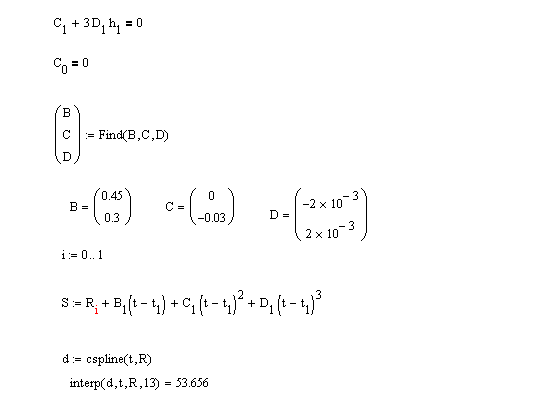 C₁ + 3D₁h₁ = 0
C₀ = 0
(B C D) := Find(B,C,D)
B = (0.45 0.3) C = (0 −0.03) D = (−2 × 10⁻³ 2 × 10⁻³)
i := 0..1
S := Rᵢ + B₁(t − t₁) + C₁(t − t₁)² + D₁(t − t₁)³
d := cspline(t,R)
interp(d,t,R,13) = 53.656